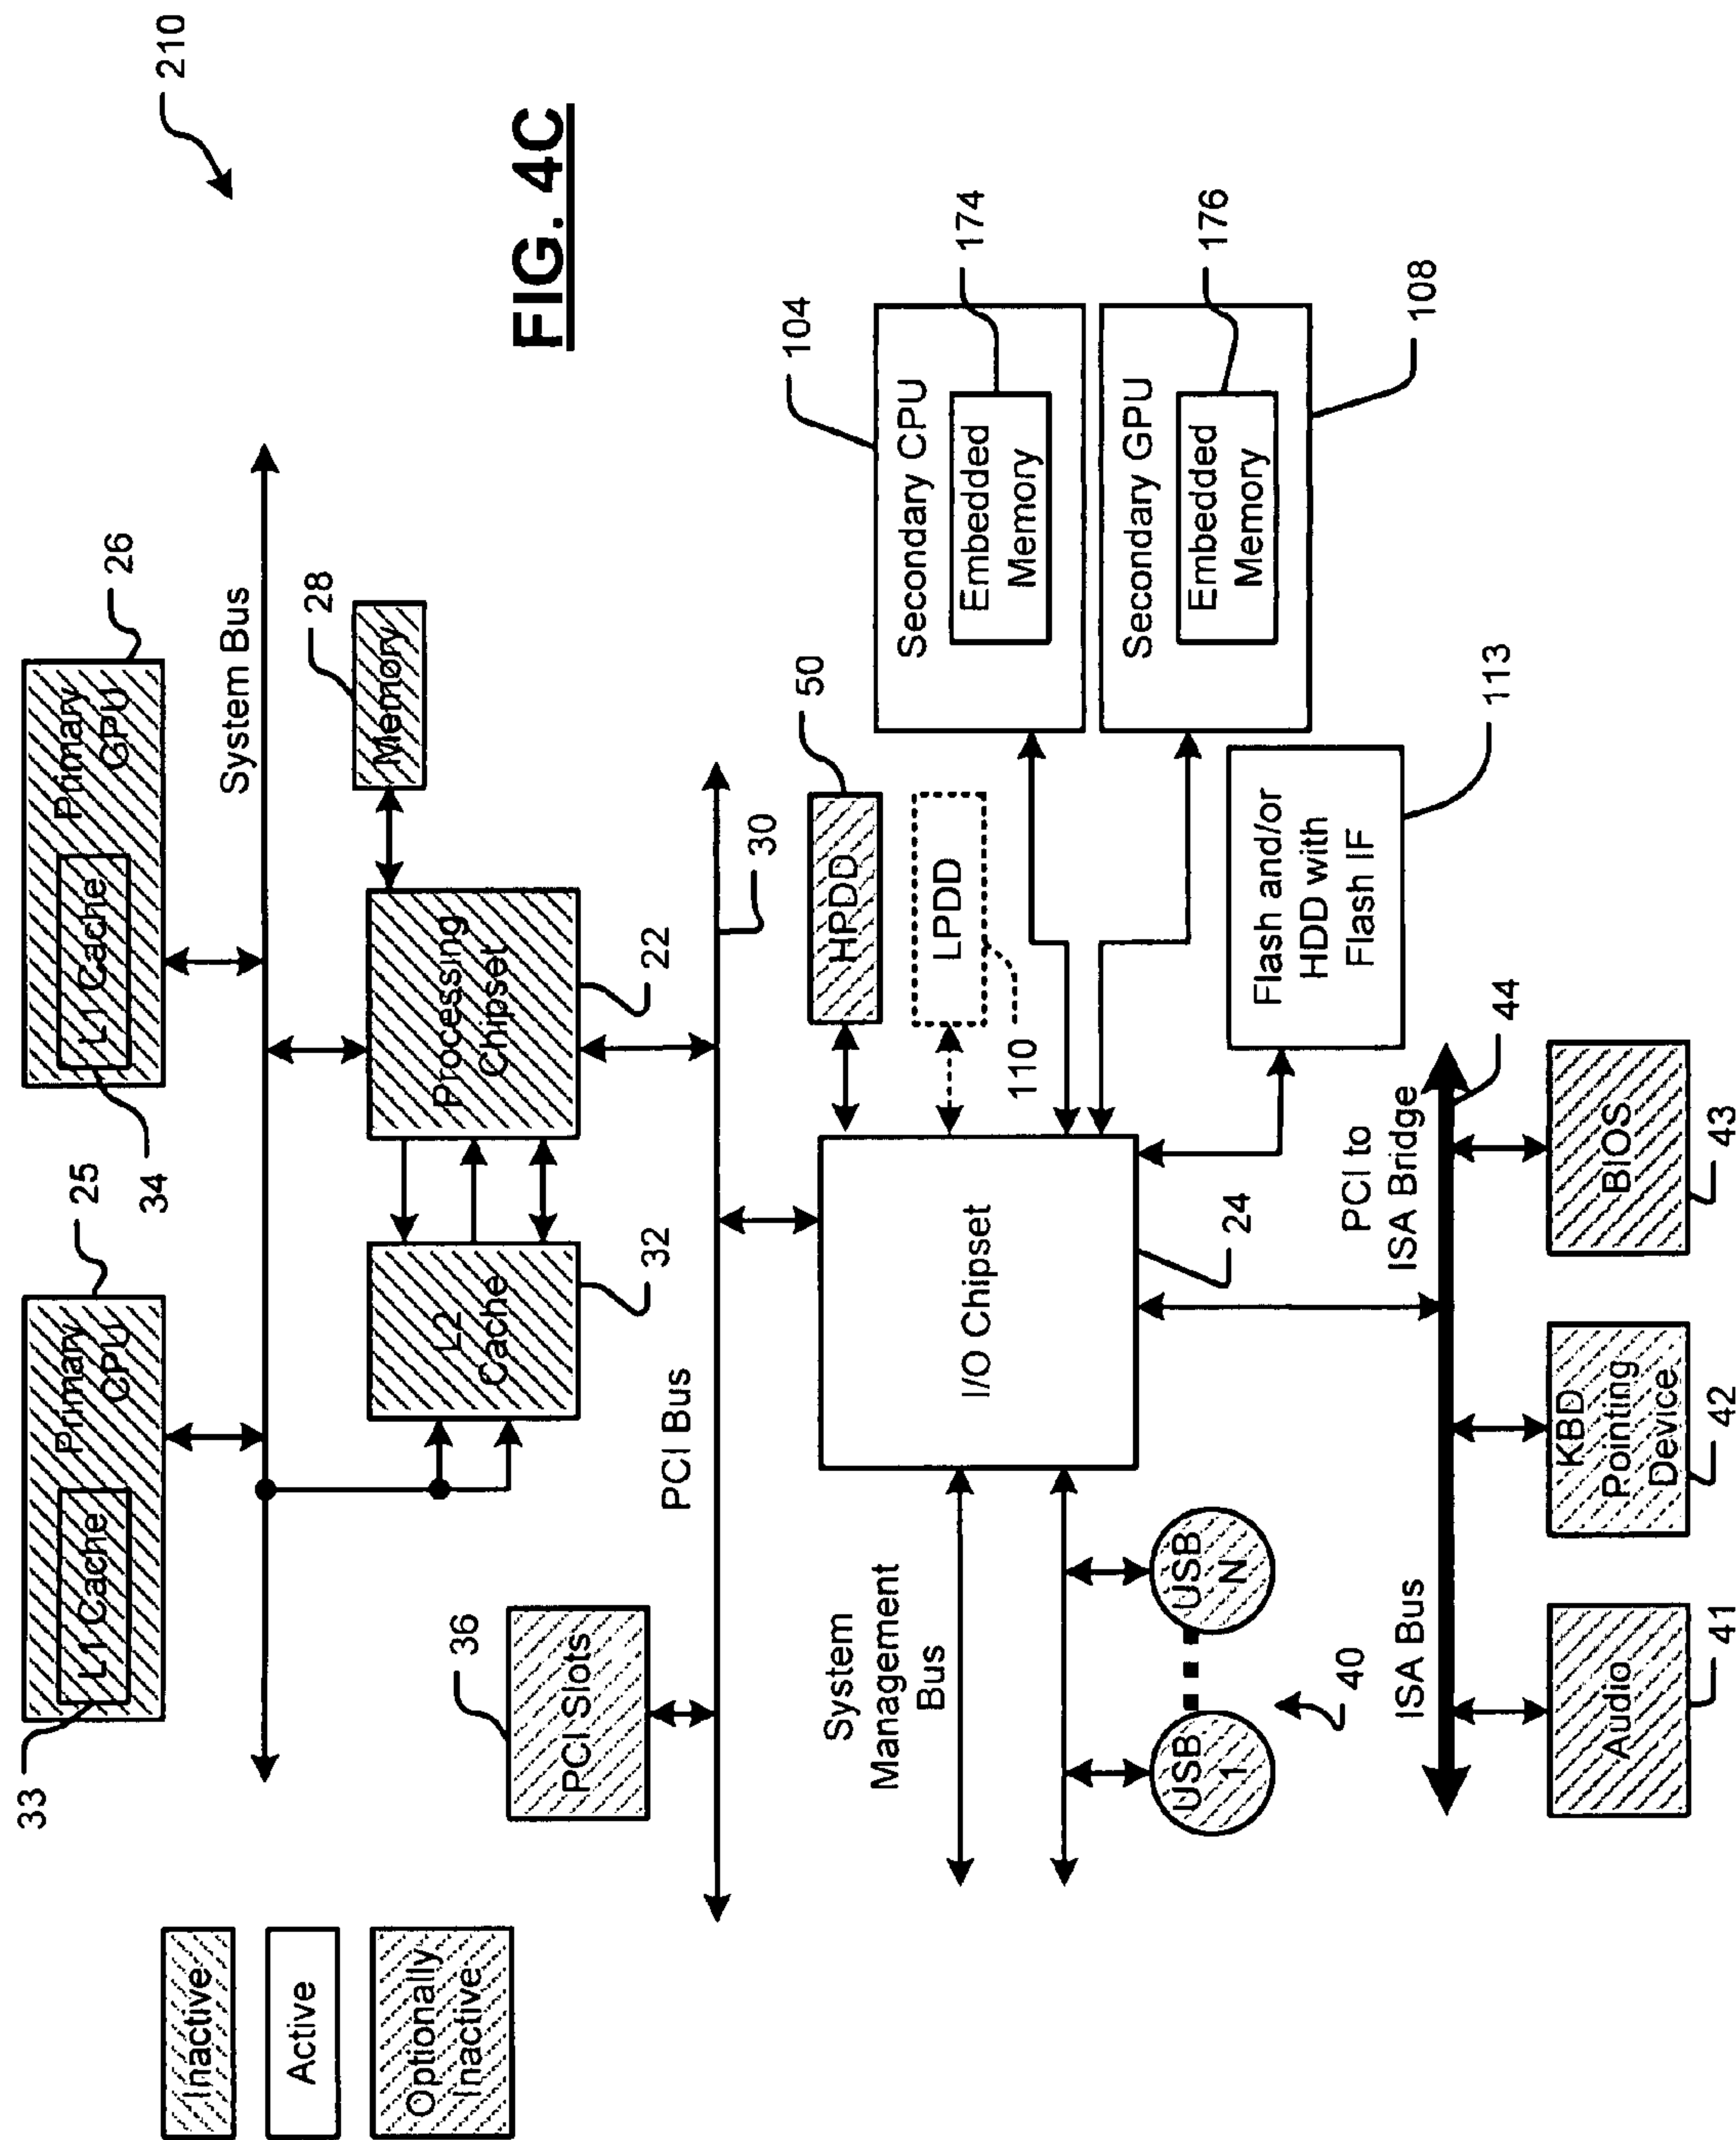 210
FIG. 4C
Inactive
Active
Optionally
Inactive
33
L1 Cache
Primary
CPU
25
34
L1 Cache
Primary
GPU
26
System Bus
L2
Cache
32
Processing
Chipset
22
Memory
28
36
PCI Slots
PCI Bus
30
System
Management
Bus
I/O Chipset
24
HPDD
50
LPDD
110
Secondary CPU
Embedded
Memory
104
174
Secondary GPU
Embedded
Memory
176
108
Flash and/or
HDD with
Flash IF
113
USB
1
USB
N
40
ISA Bus
PCI to
ISA Bridge
44
Audio
41
KBD
Pointing
Device
42
BIOS
43